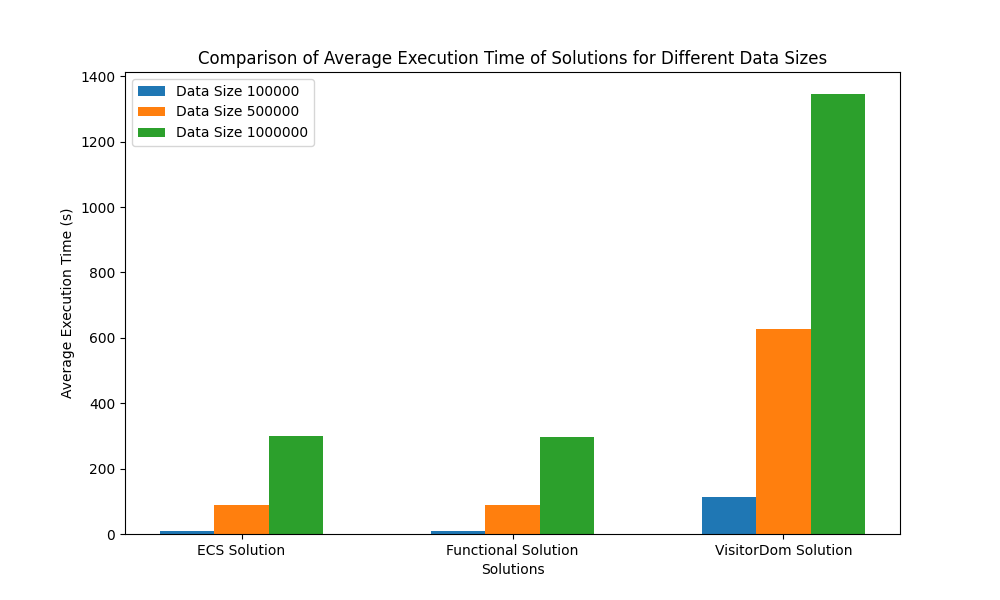 Comparison of Average Execution Time of Solutions for Different Data Sizes
1400
1200
1000
800
600
400
200
0
Average Execution Time (s)
Data Size 100000
Data Size 500000
Data Size 1000000
ECS Solution
Functional Solution
VisitorDom Solution
Solutions